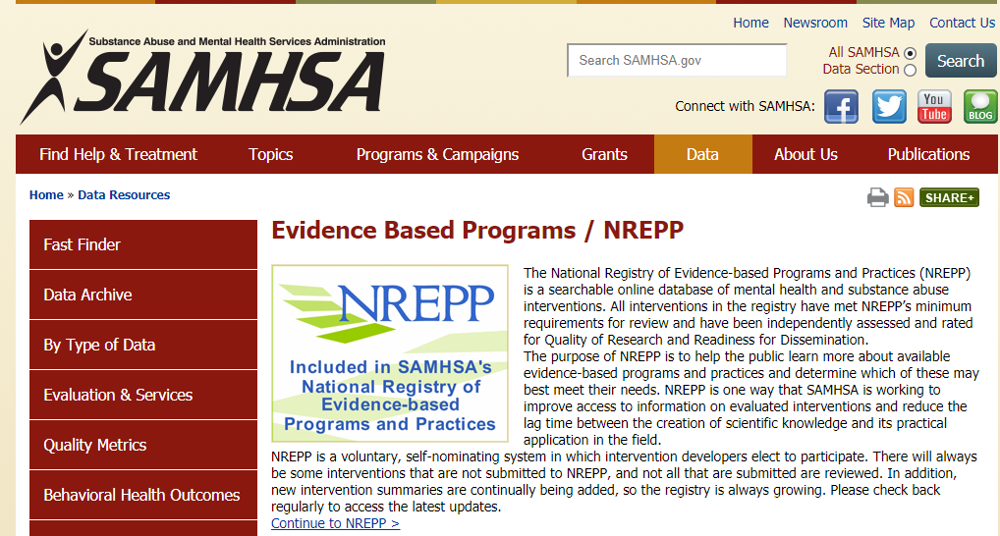 Home Newsroom Site Map Contact Us
Substance Abuse and Mental Health Services Administration
SAMHSA
Search SAMHSA.gov
All SAMHSA
Data Section
Search
Connect with SAMHSA:
You
Tube
BLOG
Find Help & Treatment Topics Programs & Campaigns Grants Data About Us Publications
Home » Data Resources
SHARE+
Fast Finder
Data Archive
By Type of Data
Evaluation & Services
Quality Metrics
Behavioral Health Outcomes
Evidence Based Programs / NREPP
NREPP
Included in SAMHSA's
National Registry of
Evidence-based
Programs and Practices
The National Registry of Evidence-based Programs and Practices (NREPP)
is a searchable online database of mental health and substance abuse
interventions. All interventions in the registry have met NREPP's minimum
requirements for review and have been independently assessed and rated
for Quality of Research and Readiness for Dissemination.
The purpose of NREPP is to help the public learn more about available
evidence-based programs and practices and determine which of these may
best meet their needs. NREPP is one way that SAMHSA is working to
improve access to information on evaluated interventions and reduce the
lag time between the creation of scientific knowledge and its practical
application in the field.
NREPP is a voluntary, self-nominating system in which intervention developers elect to participate. There will always
be some interventions that are not submitted to NREPP, and not all that are submitted are reviewed. In addition,
new intervention summaries are continually being added, so the registry is always growing. Please check back
regularly to access the latest updates.
Continue to NREPP >